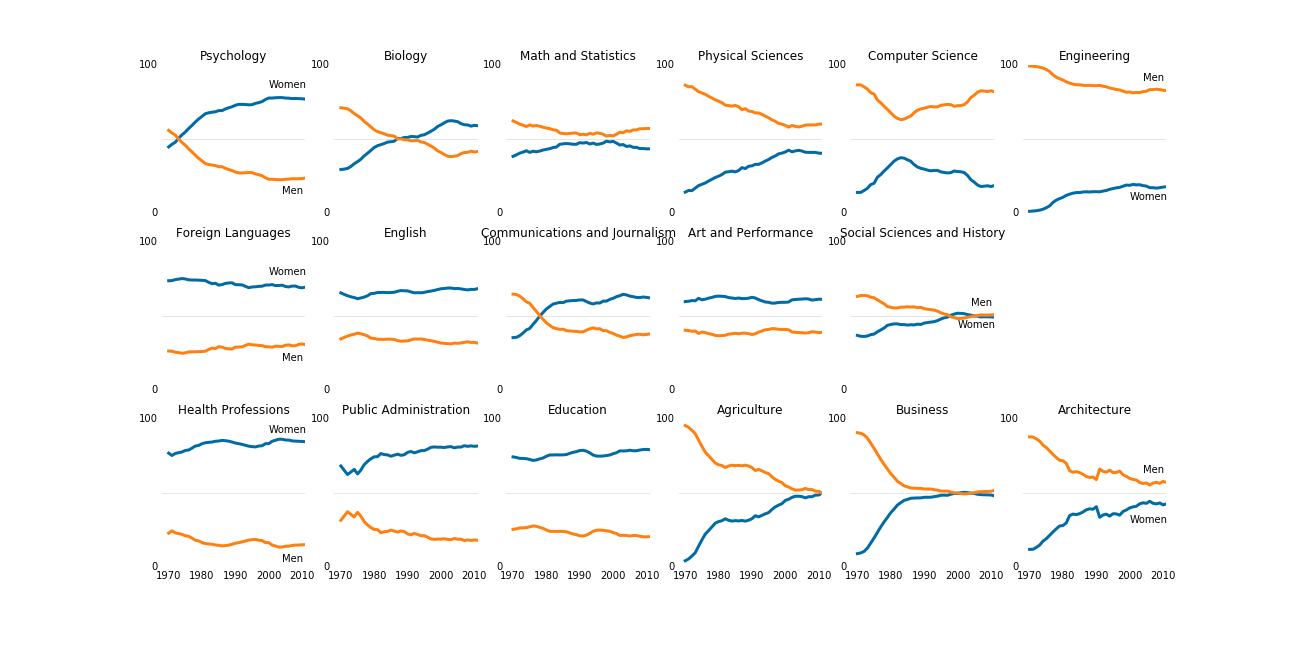 Psychology Biology Math and Statistics Physical Sciences Computer Science Engineering
100 100 100 100 100 100
Women Men
Men Women
0 0 0 0 0 0
Foreign Languages English Communications and Journalism Art and Performance Social Sciences and History
100 100 100 100 100
Women Men
Men Women
0 0 0 0 0
Health Professions Public Administration Education Agriculture Business Architecture
100 100 100 100 100 100
Women Men
Men Women
0 0 0 0 0 0
1970 1980 1990 2000 2010 1970 1980 1990 2000 2010 1970 1980 1990 2000 2010 1970 1980 1990 2000 2010 1970 1980 1990 2000 2010 1970 1980 1990 2000 2010